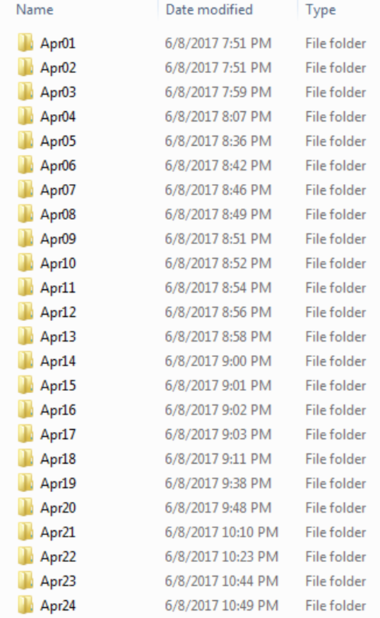 Name Date modified Type
Apr01 6/8/2017 7:51 PM File folder
Apr02 6/8/2017 7:51 PM File folder
Apr03 6/8/2017 7:59 PM File folder
Apr04 6/8/2017 8:07 PM File folder
Apr05 6/8/2017 8:36 PM File folder
Apr06 6/8/2017 8:42 PM File folder
Apr07 6/8/2017 8:46 PM File folder
Apr08 6/8/2017 8:49 PM File folder
Apr09 6/8/2017 8:51 PM File folder
Apr10 6/8/2017 8:52 PM File folder
Apr11 6/8/2017 8:54 PM File folder
Apr12 6/8/2017 8:56 PM File folder
Apr13 6/8/2017 8:58 PM File folder
Apr14 6/8/2017 9:00 PM File folder
Apr15 6/8/2017 9:01 PM File folder
Apr16 6/8/2017 9:02 PM File folder
Apr17 6/8/2017 9:03 PM File folder
Apr18 6/8/2017 9:11 PM File folder
Apr19 6/8/2017 9:38 PM File folder
Apr20 6/8/2017 9:48 PM File folder
Apr21 6/8/2017 10:10 PM File folder
Apr22 6/8/2017 10:23 PM File folder
Apr23 6/8/2017 10:44 PM File folder
Apr24 6/8/2017 10:49 PM File folder